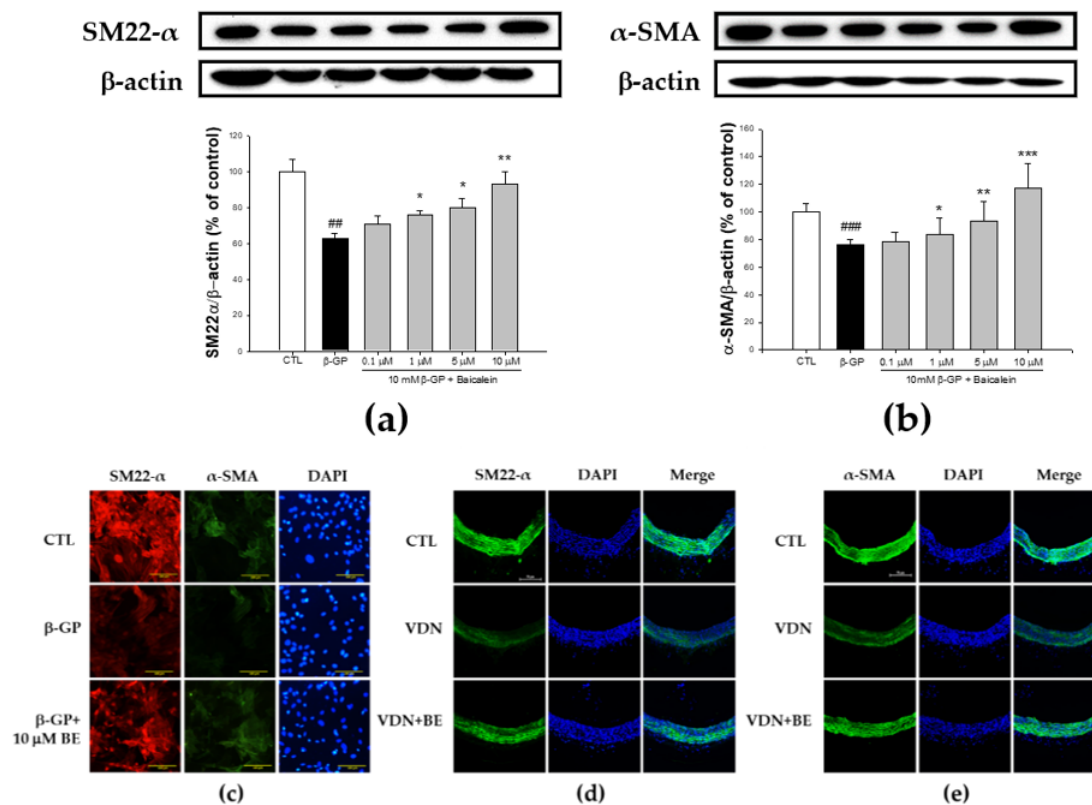 SM22-α
β-actin
SM22α/β-actin (% of control)
120
100
80
60
40
20
0
##
*
*
**
CTL β-GP 0.1 μM 1 μM 5 μM 10 μM
10 mM β-GP + Baicalein
(a)
α-SMA
β-actin
α-SMA/β-actin (% of control)
160
140
120
100
80
60
40
20
0
###
*
**
***
CTL β-GP 0.1 μM 1 μM 5 μM 10 μM
10mM β-GP + Baicalein
(b)
SM22-α α-SMA DAPI
CTL
β-GP
β-GP+
10 μM BE
(c)
SM22-α DAPI Merge
CTL
VDN
VDN+BE
(d)
α-SMA DAPI Merge
CTL
VDN
VDN+BE
(e)